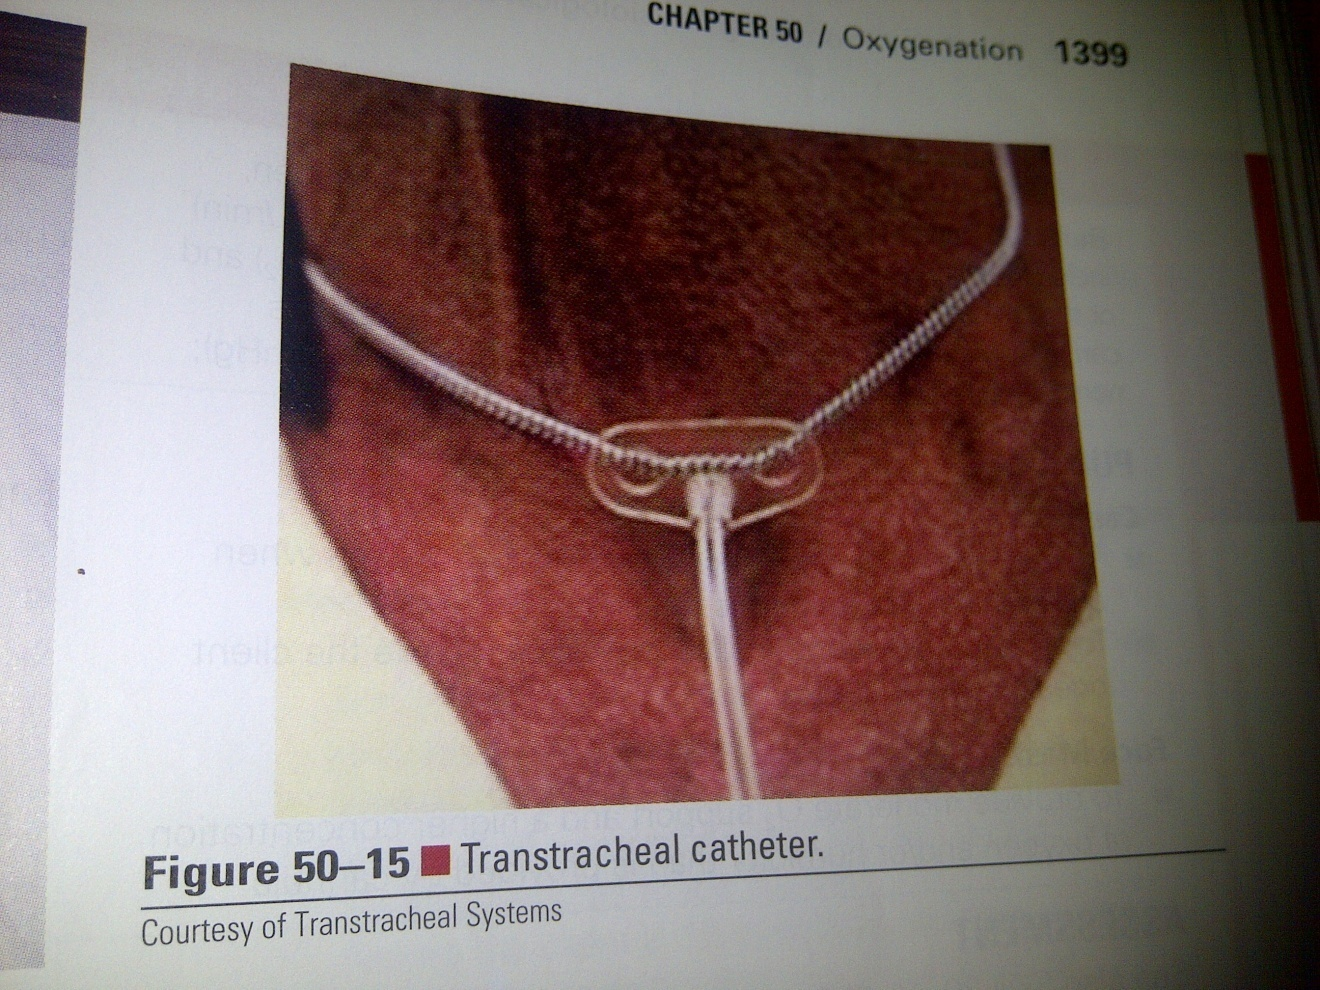 CHAPTER 50 / Oxygenation 1399
Figure 50–15 ■ Transtracheal catheter.
Courtesy of Transtracheal Systems